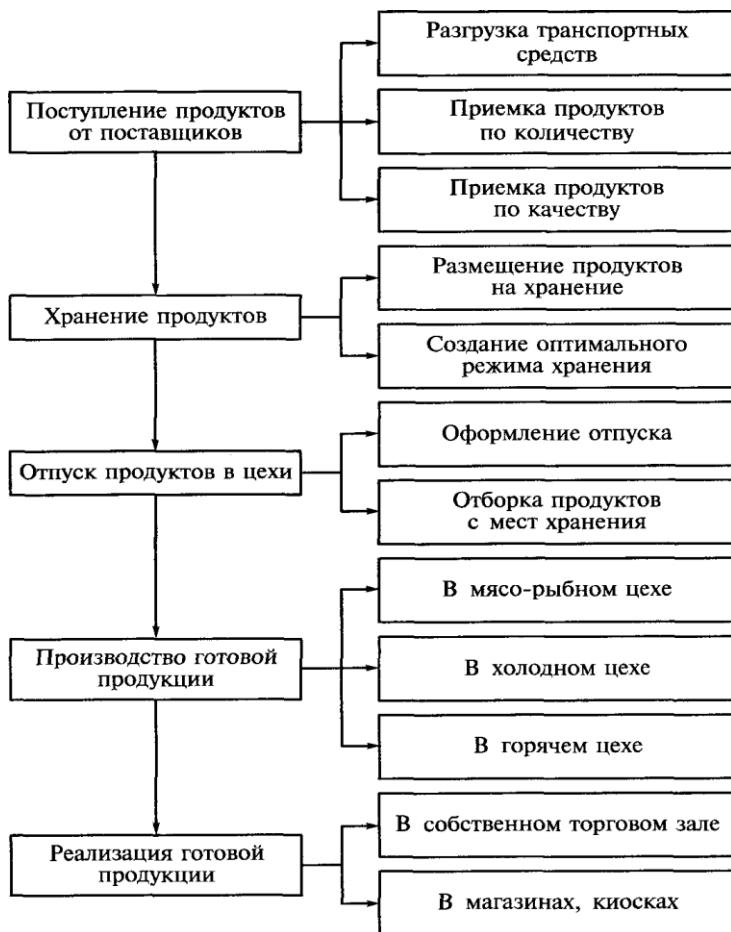 Поступление продуктов
от поставщиков
Разгрузка транспортных
средств
Приемка продуктов
по количеству
Приемка продуктов
по качеству
Хранение продуктов
Размещение продуктов
на хранение
Создание оптимального
режима хранения
Отпуск продуктов в цехи
Оформление отпуска
Отборка продуктов
с мест хранения
Производство готовой
продукции
В мясо-рыбном цехе
В холодном цехе
В горячем цехе
Реализация готовой
продукции
В собственном торговом зале
В магазинах, киосках